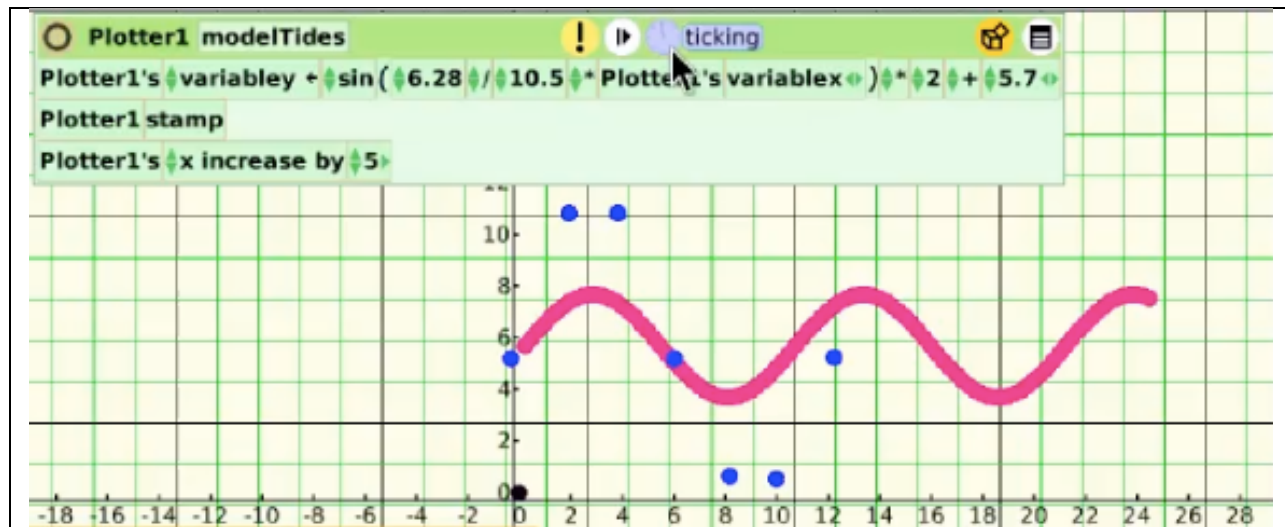 Plotter1 modelTides ! ticking
Plotter1's variabley ← sin ( 6.28 / 10.5 * Plotter1's variablex ) * 2 + 5.7
Plotter1 stamp
Plotter1's x increase by 5
12
10
8
6
4
2
0
-18 -16 -14 -12 -10 -8 -6 -4 -2 0 2 4 6 8 10 12 14 16 18 20 22 24 26 28